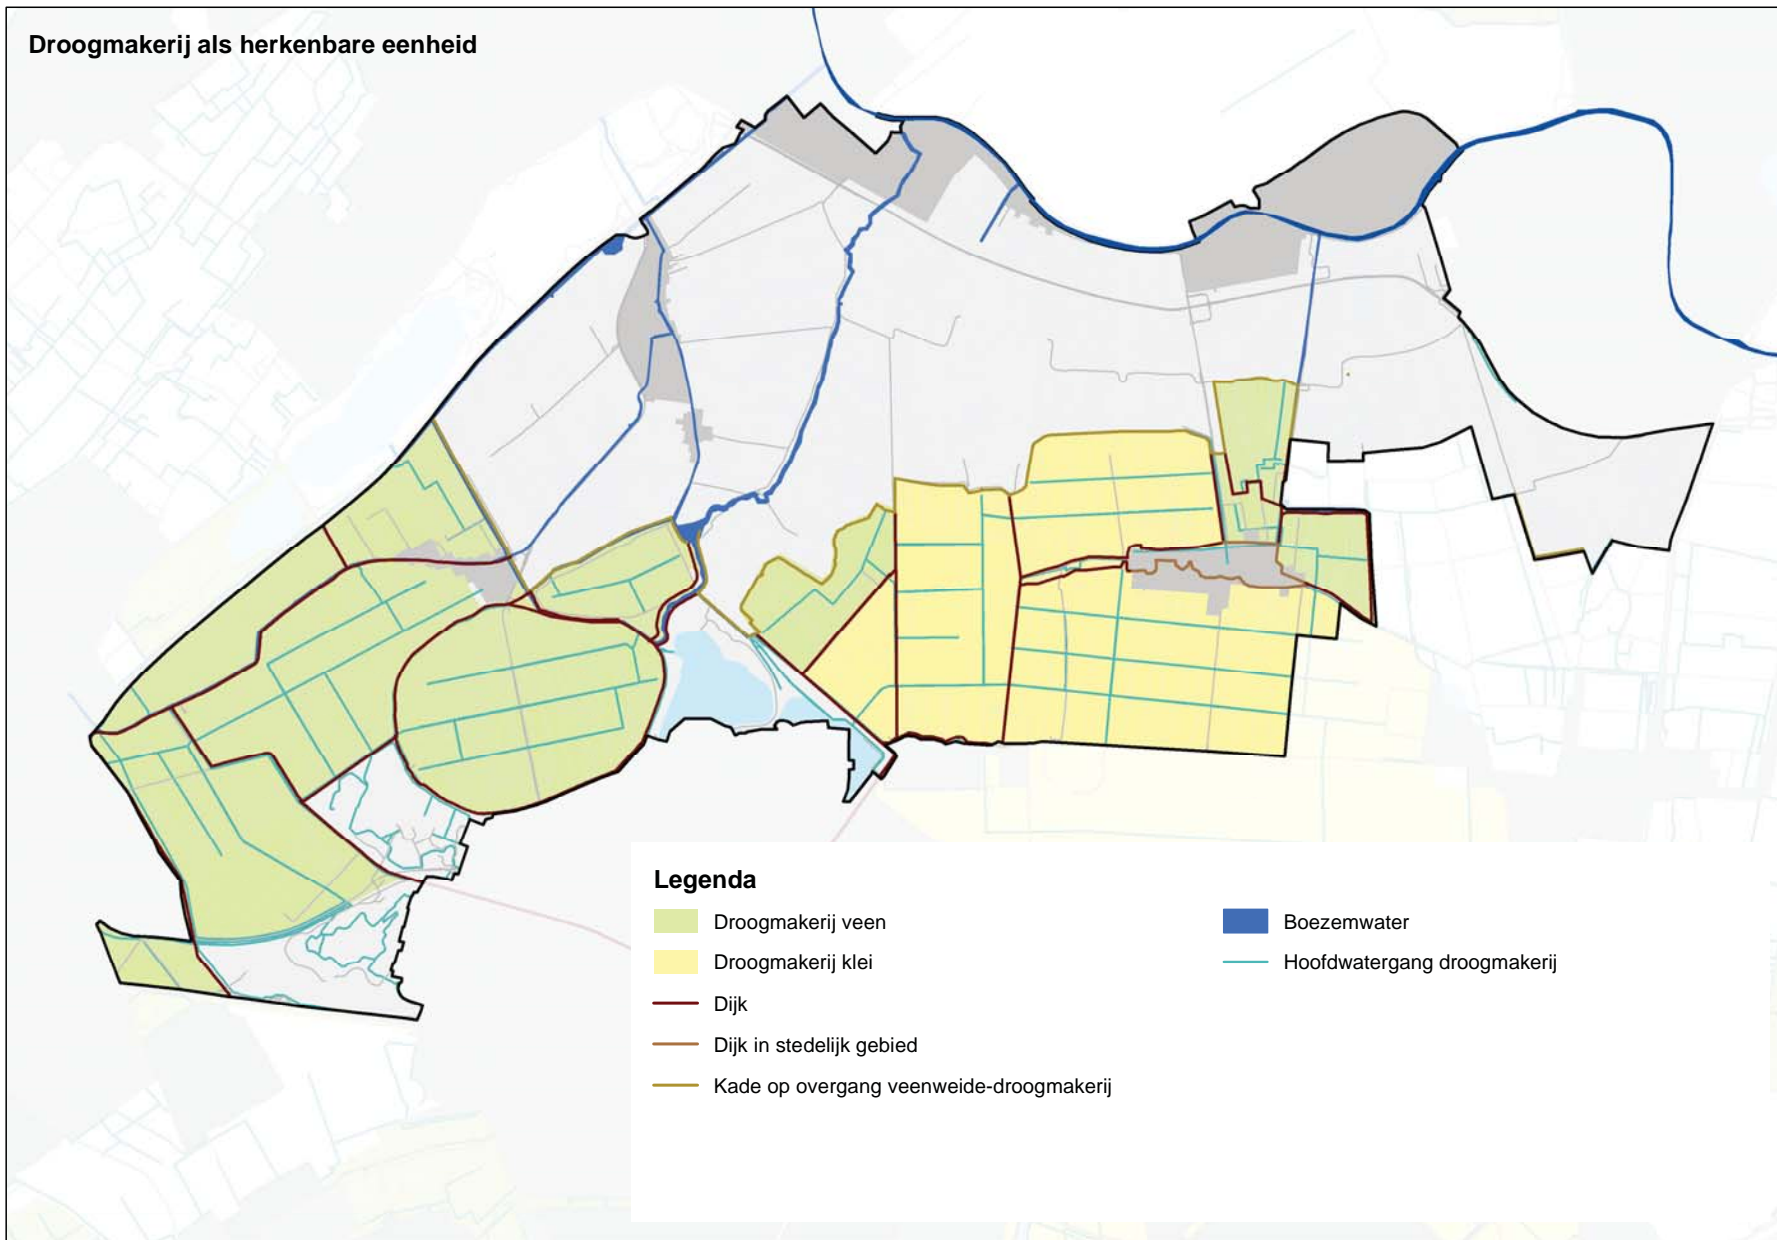 Droogmakerij als herkenbare eenheid
Legenda
Droogmakerij veen
Droogmakerij klei
Dijk
Dijk in stedelijk gebied
Kade op overgang veenweide-droogmakerij
Boezemwater
Hoofdwatergang droogmakerij